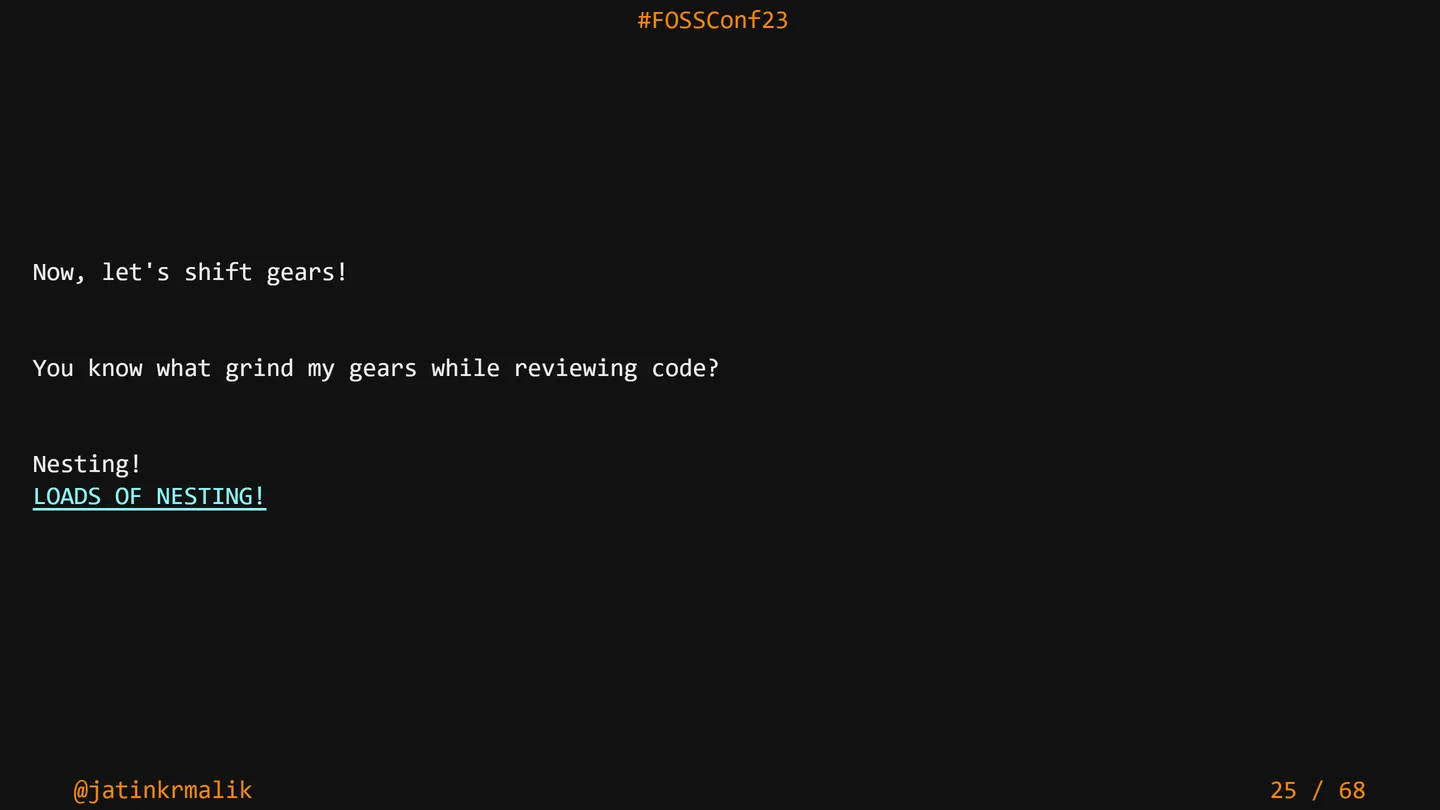 #FOSSConf23
Now, let's shift gears!
You know what grind my gears while reviewing code?
Nesting!
LOADS OF NESTING!
@jatinkrmalik
25 / 68